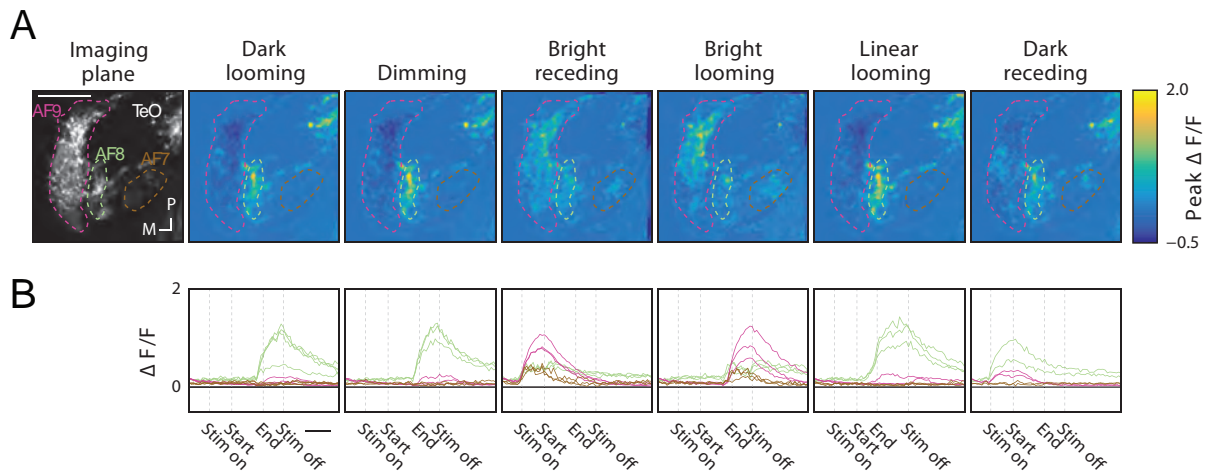 A
Imaging
plane
Dark
looming
Dimming
Bright
receding
Bright
looming
Linear
looming
Dark
receding
AF9
TeO
AF8
AF7
P
M
2.0
Peak Δ F/F
−0.5
B
2
Δ F/F
0
Stim on
Start
End
Stim off
Stim on
Start
End
Stim off
Stim on
Start
End
Stim off
Stim on
Start
End
Stim off
Stim on
Start
End
Stim off
Stim on
Start
End
Stim off